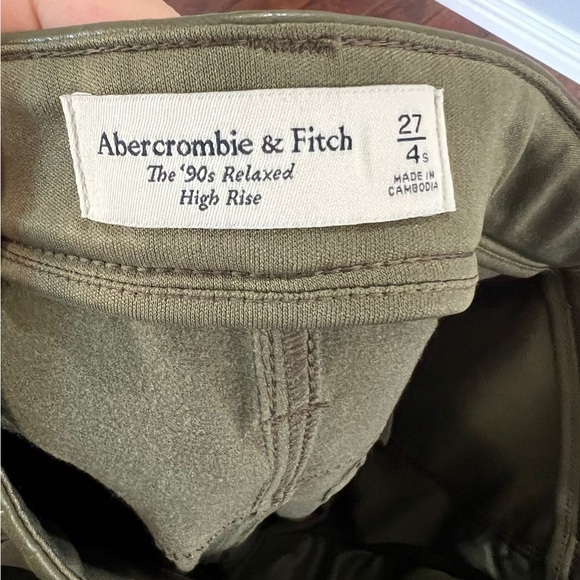 Abercrombie & Fitch
The '90s Relaxed
High Rise
27
4s
MADE IN
CAMBODIA